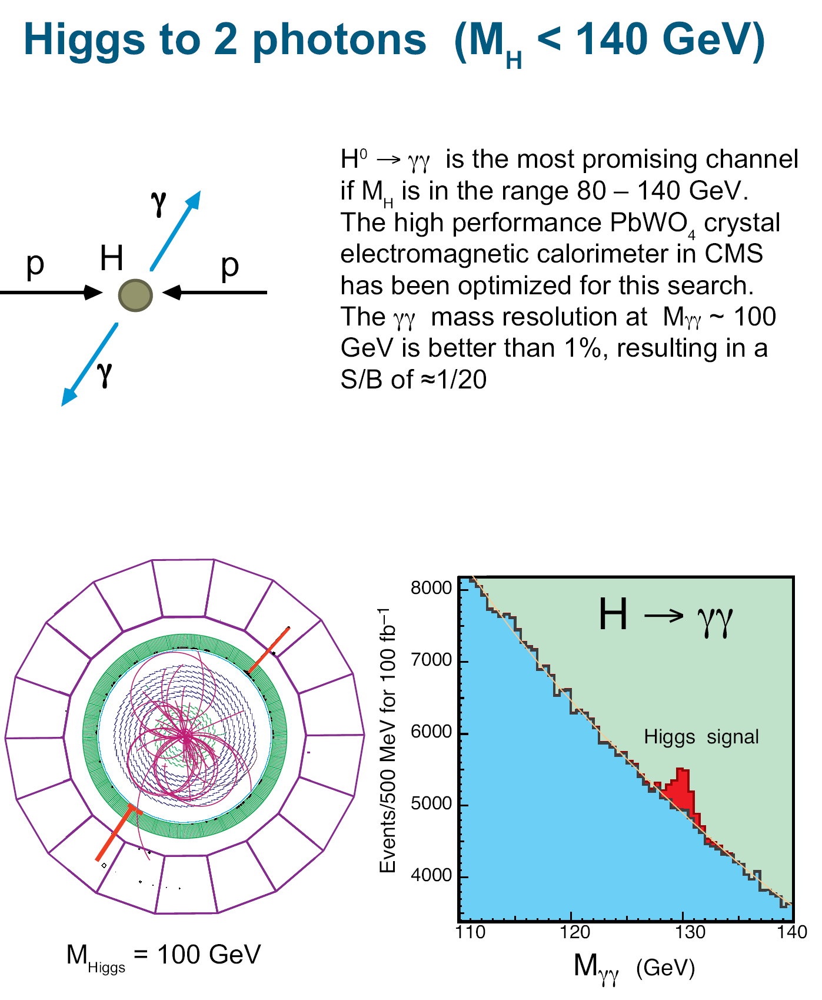 Higgs to 2 photons (M_H < 140 GeV)
H⁰ → γγ is the most promising channel
if M_H is in the range 80 – 140 GeV.
The high performance PbWO₄ crystal
electromagnetic calorimeter in CMS
has been optimized for this search.
The γγ mass resolution at Mγγ ~ 100
GeV is better than 1%, resulting in a
S/B of ≈1/20
γ
H
p
p
γ
M_Higgs = 100 GeV
Events/500 MeV for 100 fb⁻¹
8000
7000
6000
5000
4000
H → γγ
Higgs signal
110
120
130
140
Mγγ (GeV)